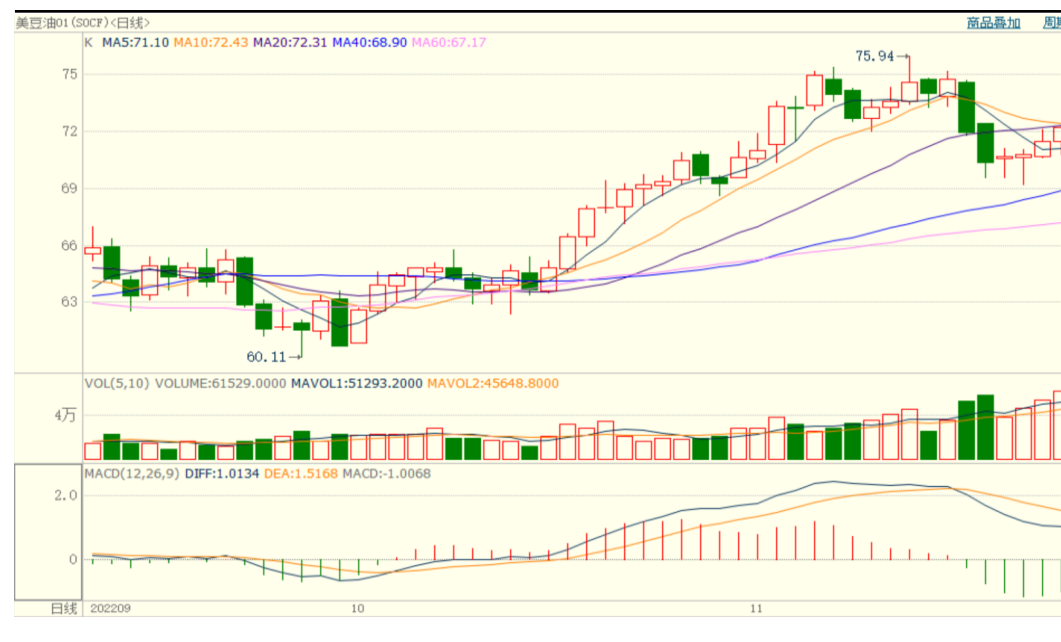 美豆油01(SOCF)<日线> 商品叠加
K MA5:71.10 MA10:72.43 MA20:72.31 MA40:68.90 MA60:67.17
75.94
75
72
69
66
63
60.11
VOL(5,10) VOLUME:61529.0000 MAVOL1:51293.2000 MAVOL2:45648.8000
4万
MACD(12,26,9) DIFF:1.0134 DEA:1.5168 MACD:-1.0068
2.0
0
日线 202209 10 11